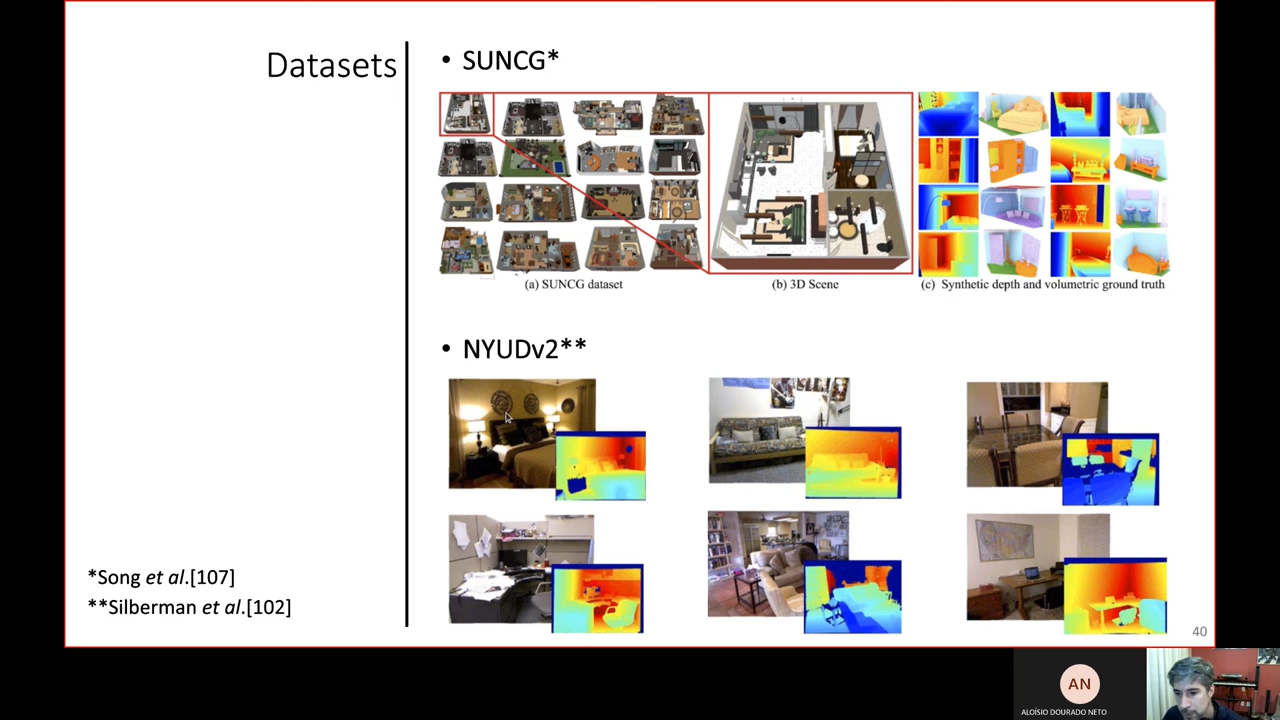 Datasets
• SUNCG*
(a) SUNCG dataset
(b) 3D Scene
(c) Synthetic depth and volumetric ground truth
• NYUDv2**
*Song et al.[107]
**Silberman et al.[102]
40
AN
ALOÍSIO DOURADO NETO